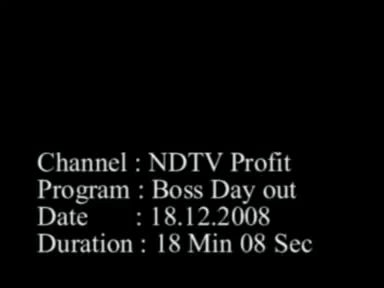 Channel : NDTV Profit
Program : Boss Day out
Date : 18.12.2008
Duration : 18 Min 08 Sec